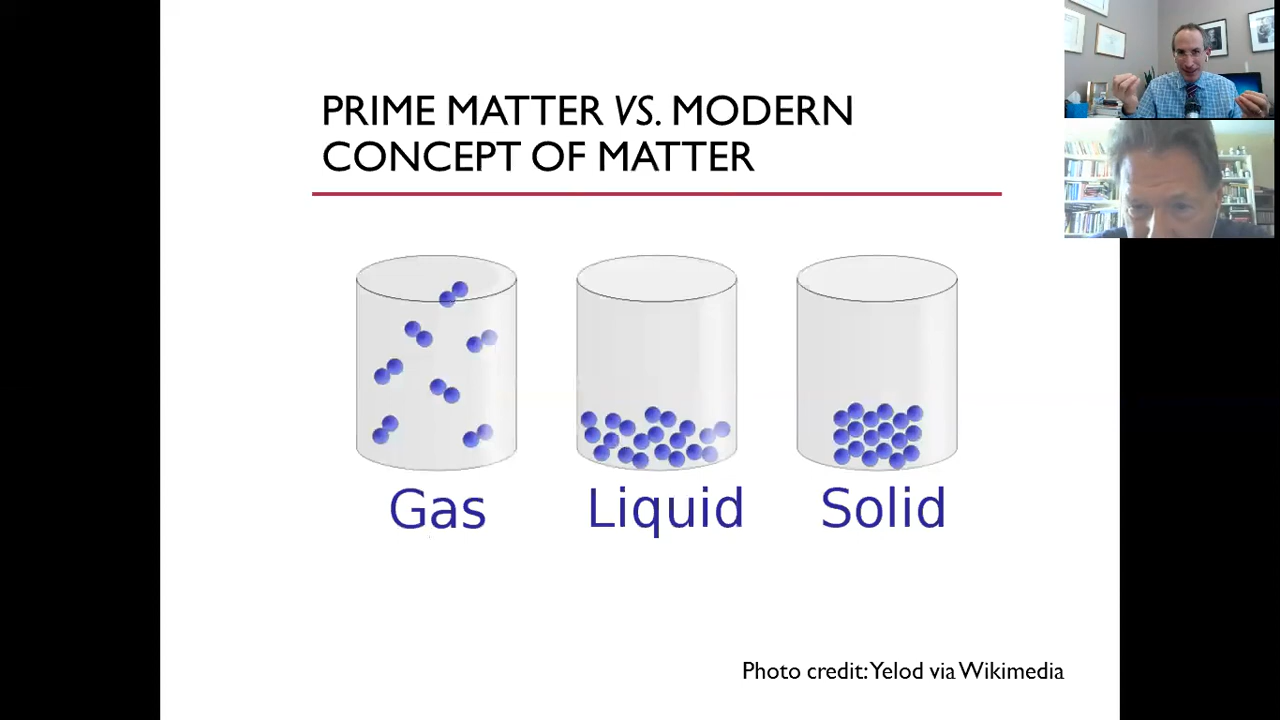 PRIME MATTER VS. MODERN
CONCEPT OF MATTER
Gas
Liquid
Solid
Photo credit: Yelod via Wikimedia